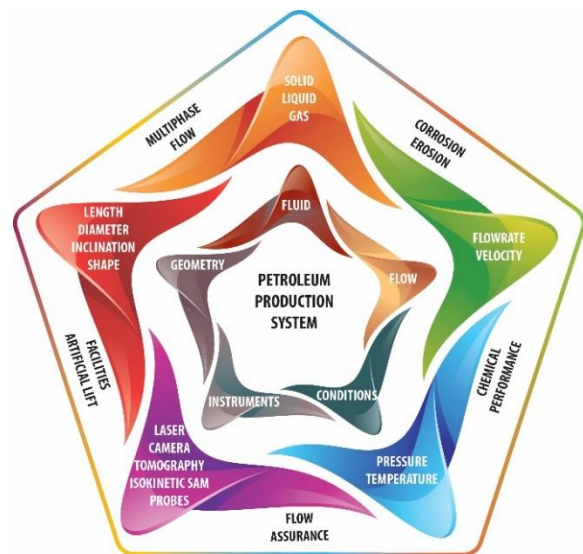 SOLID
LIQUID
GAS
MULTIPHASE
FLOW
CORROSION
EROSION
FLUID
LENGTH
DIAMETER
INCLINATION
SHAPE
FLOWRATE
VELOCITY
GEOMETRY
FLOW
PETROLEUM
PRODUCTION
SYSTEM
FACILITIES
ARTIFICIAL LIFT
CHEMICAL
PERFORMANCE
INSTRUMENTS
CONDITIONS
LASER
CAMERA
TOMOGRAPHY
ISOKINETIC SAM
PROBES
PRESSURE
TEMPERATURE
FLOW
ASSURANCE